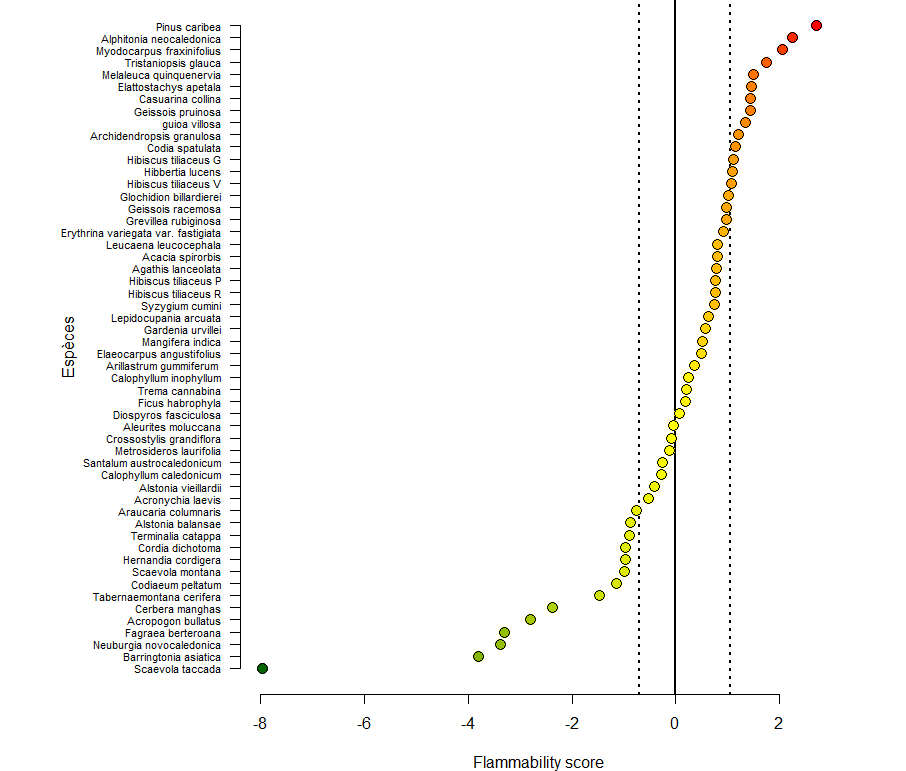 Pinus caribea
Alphitonia neocaledonica
Myodocarpus fraxinifolius
Tristaniopsis glauca
Melaleuca quinquenervia
Elattostachys apetala
Casuarina collina
Geissois pruinosa
guioa villosa
Archidendropsis granulosa
Codia spatulata
Hibiscus tiliaceus G
Hibbertia lucens
Hibiscus tiliaceus V
Glochidion billardierei
Geissois racemosa
Grevillea rubiginosa
Erythrina variegata var. fastigiata
Leucaena leucocephala
Acacia spirorbis
Agathis lanceolata
Hibiscus tiliaceus P
Hibiscus tiliaceus R
Syzygium cumini
Lepidocupania arcuata
Gardenia urvillei
Mangifera indica
Elaeocarpus angustifolius
Arillastrum gummiferum
Calophyllum inophyllum
Trema cannabina
Ficus habrophyla
Diospyros fasciculosa
Aleurites moluccana
Crossostylis grandiflora
Metrosideros laurifolia
Santalum austrocaledonicum
Calophyllum caledonicum
Alstonia vieillardii
Acronychia laevis
Araucaria columnaris
Alstonia balansae
Terminalia catappa
Cordia dichotoma
Hernandia cordigera
Scaevola montana
Codiaeum peltatum
Tabernaemontana cerifera
Cerbera manghas
Acropogon bullatus
Fagraea berteroana
Neuburgia novocaledonica
Barringtonia asiatica
Scaevola taccada
Espèces
-8 -6 -4 -2 0 2
Flammability score